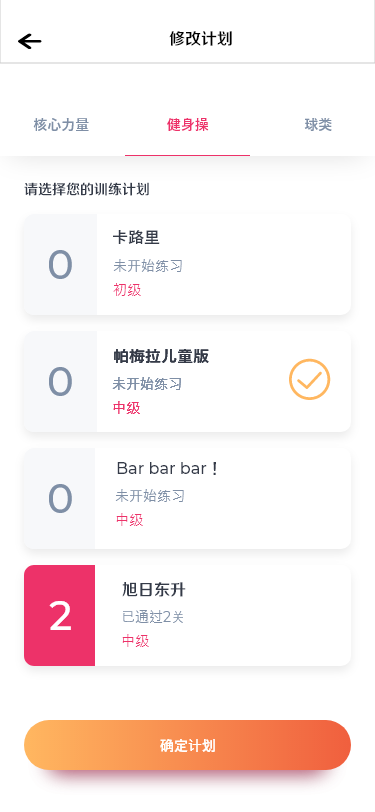 修改计划
核心力量
健身操
球类
请选择您的训练计划
0
卡路里
未开始练习
初级
0
帕梅拉儿童版
未开始练习
中级
0
Bar bar bar！
未开始练习
中级
2
旭日东升
已通过2关
中级
确定计划